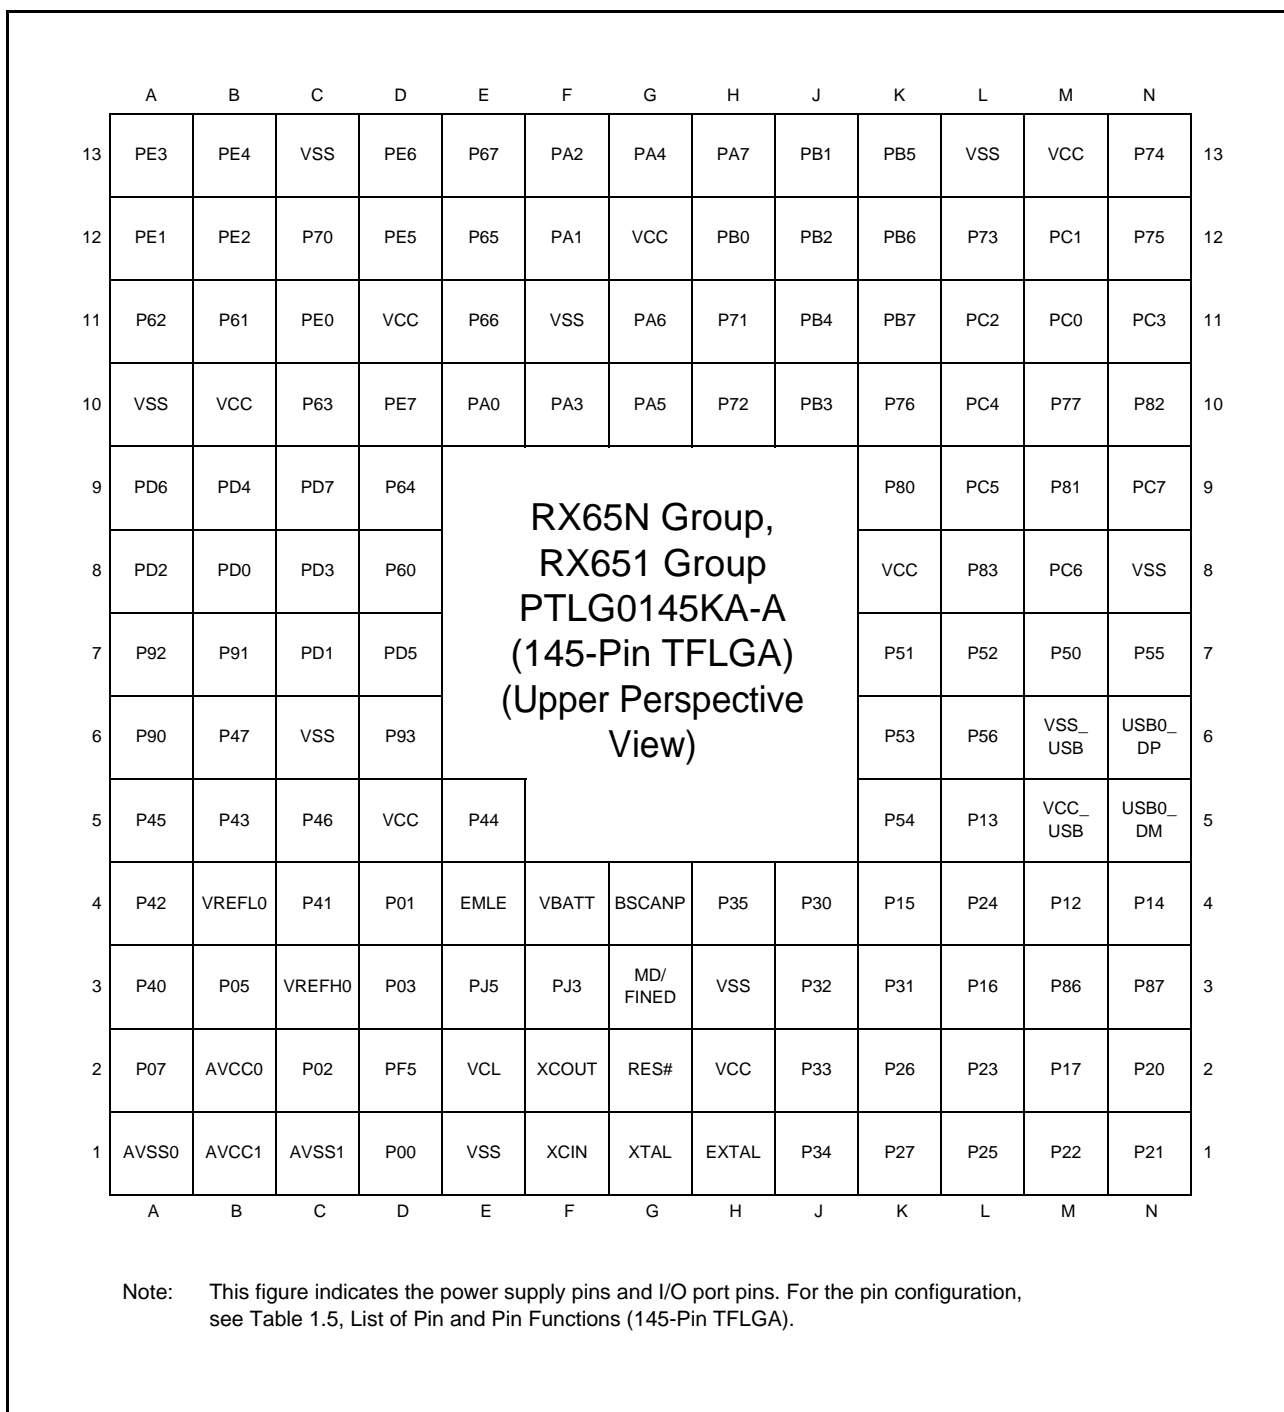 A B C D E F G H J K L M N
13 PE3 PE4 VSS PE6 P67 PA2 PA4 PA7 PB1 PB5 VSS VCC P74 13
12 PE1 PE2 P70 PE5 P65 PA1 VCC PB0 PB2 PB6 P73 PC1 P75 12
11 P62 P61 PE0 VCC P66 VSS PA6 P71 PB4 PB7 PC2 PC0 PC3 11
10 VSS VCC P63 PE7 PA0 PA3 PA5 P72 PB3 P76 PC4 P77 P82 10
9 PD6 PD4 PD7 P64 P80 PC5 P81 PC7 9
8 PD2 PD0 PD3 P60 VCC P83 PC6 VSS 8
7 P92 P91 PD1 PD5 P51 P52 P50 P55 7
6 P90 P47 VSS P93 P53 P56 VSS_ USB USB0_ DP 6
5 P45 P43 P46 VCC P44 P54 P13 VCC_ USB USB0_ DM 5
RX65N Group,
RX651 Group
PTLG0145KA-A
(145-Pin TFLGA)
(Upper Perspective
View)
4 P42 VREFL0 P41 P01 EMLE VBATT BSCANP P35 P30 P15 P24 P12 P14 4
3 P40 P05 VREFH0 P03 PJ5 PJ3 MD/ FINED VSS P32 P31 P16 P86 P87 3
2 P07 AVCC0 P02 PF5 VCL XCOUT RES# VCC P33 P26 P23 P17 P20 2
1 AVSS0 AVCC1 AVSS1 P00 VSS XCIN XTAL EXTAL P34 P27 P25 P22 P21 1
A B C D E F G H J K L M N
Note: This figure indicates the power supply pins and I/O port pins. For the pin configuration,
see Table 1.5, List of Pin and Pin Functions (145-Pin TFLGA).